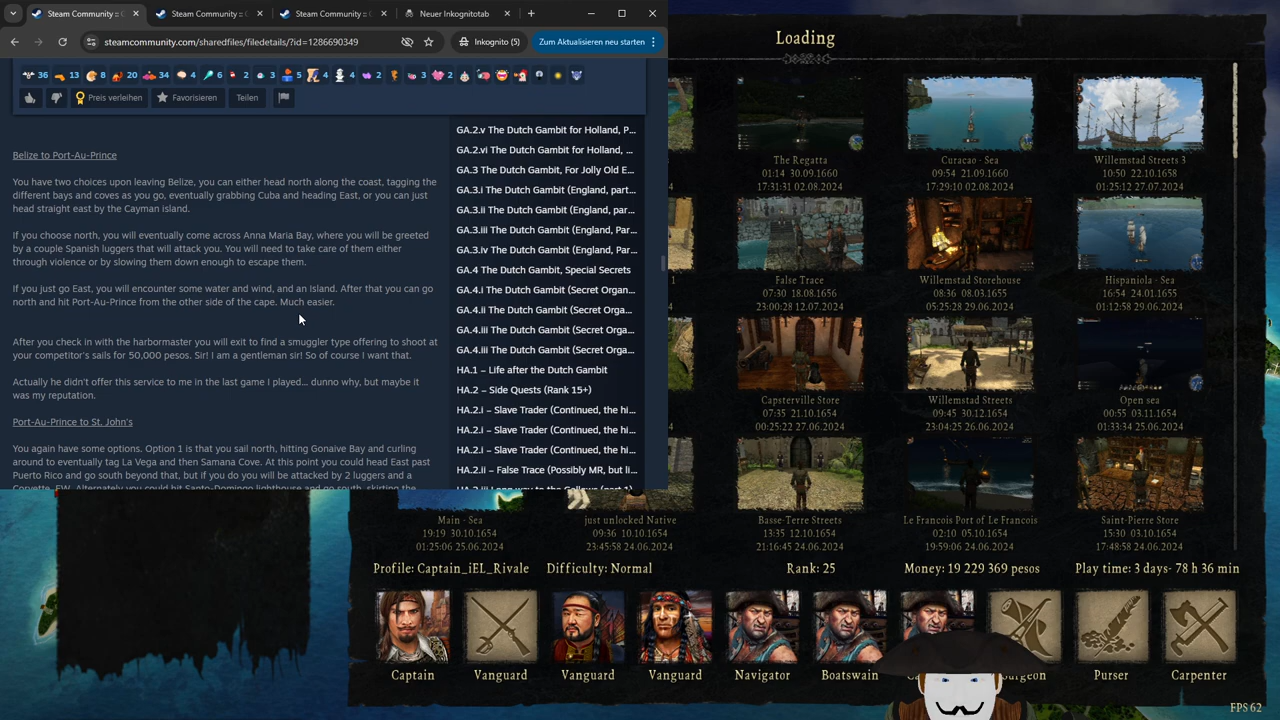 Steam Community ::
Steam Community ::
Steam Community ::
Neuer Inkognitotab
steamcommunity.com/sharedfiles/filedetails/?id=1286690349
Inkognito (5)
Zum Aktualisieren neu starten
36 13 8 20 34 4 6 2 3 5 4 4 2 3 2
Preis verleihen
Favorisieren
Teilen
Belize to Port-Au-Prince
You have two choices upon leaving Belize, you can either head north along the coast, tagging the
different bays and coves as you go, eventually grabbing Cuba and heading East, or you can just
head straight east by the Cayman island.
If you choose north, you will eventually come across Anna Maria Bay, where you will be greeted
by a couple Spanish luggers that will attack you. You will need to take care of them either
through violence or by slowing them down enough to escape them.
If you just go East, you will encounter some water and wind, and an Island. After that you can go
north and hit Port-Au-Prince from the other side of the cape. Much easier.
After you check in with the harbormaster you will exit to find a smuggler type offering to shoot at
your competitor's sails for 50,000 pesos. Sir! I am a gentleman sir! So of course I want that.
Actually he didn't offer this service to me in the last game I played... dunno why, but maybe it
was my reputation.
Port-Au-Prince to St. John's
You again have some options. Option 1 is that you sail north, hitting Gonaive Bay and curling
around to eventually tag La Vega and then Samana Cove. At this point you could head East past
Puerto Rico and go south beyond that, but if you do you will be attacked by 2 luggers and a
GA.2.v The Dutch Gambit for Holland, P...
GA.2.vi The Dutch Gambit for Holland, ...
GA.3 The Dutch Gambit, For Jolly Old E...
GA.3.i The Dutch Gambit (England, part...
GA.3.ii The Dutch Gambit (England, par...
GA.3.iii The Dutch Gambit (England, Par...
GA.3.iv The Dutch Gambit (England, Par...
GA.4 The Dutch Gambit, Special Secrets
GA.4.i The Dutch Gambit (Secret Organ...
GA.4.ii The Dutch Gambit (Secret Orga...
GA.4.iii The Dutch Gambit (Secret Orga...
GA.4.iii The Dutch Gambit (Secret Orga...
HA.1 – Life after the Dutch Gambit
HA.2 – Side Quests (Rank 15+)
HA.2.i – Slave Trader (Continued, the hi...
HA.2.i – Slave Trader (Continued, the hi...
HA.2.i – Slave Trader (Continued, the hi...
HA.2.ii – False Trace (Possibly MR, but li...
Loading
The Regatta
01:14 30.09.1660
17:31:31 02.08.2024
Curacao - Sea
09:54 21.09.1660
17:29:10 02.08.2024
Willemstad Streets 3
10:50 22.10.1658
01:25:12 27.07.2024
False Trace
07:30 18.08.1656
23:00:28 12.07.2024
Willemstad Storehouse
08:36 08.03.1655
05:25:28 29.06.2024
Hispaniola - Sea
16:54 24.01.1655
01:12:58 29.06.2024
Capsterville Store
07:35 21.10.1654
00:25:22 27.06.2024
Willemstad Streets
09:45 30.12.1654
23:04:25 26.06.2024
Open sea
00:55 03.11.1654
01:33:34 25.06.2024
Main - Sea
19:19 30.10.1654
01:25:06 25.06.2024
just unlocked Native
09:36 10.10.1654
23:45:58 24.06.2024
Basse-Terre Streets
13:35 12.10.1654
21:16:45 24.06.2024
Le Francois Port of Le Francois
02:10 05.10.1654
19:59:06 24.06.2024
Saint-Pierre Store
15:30 03.10.1654
17:48:58 24.06.2024
Profile: Captain_iEL_Rivale
Difficulty: Normal
Rank: 25
Money: 19 229 369 pesos
Play time: 3 days- 78 h 36 min
Captain
Vanguard
Vanguard
Vanguard
Navigator
Boatswain
Purser
Carpenter
FPS 62